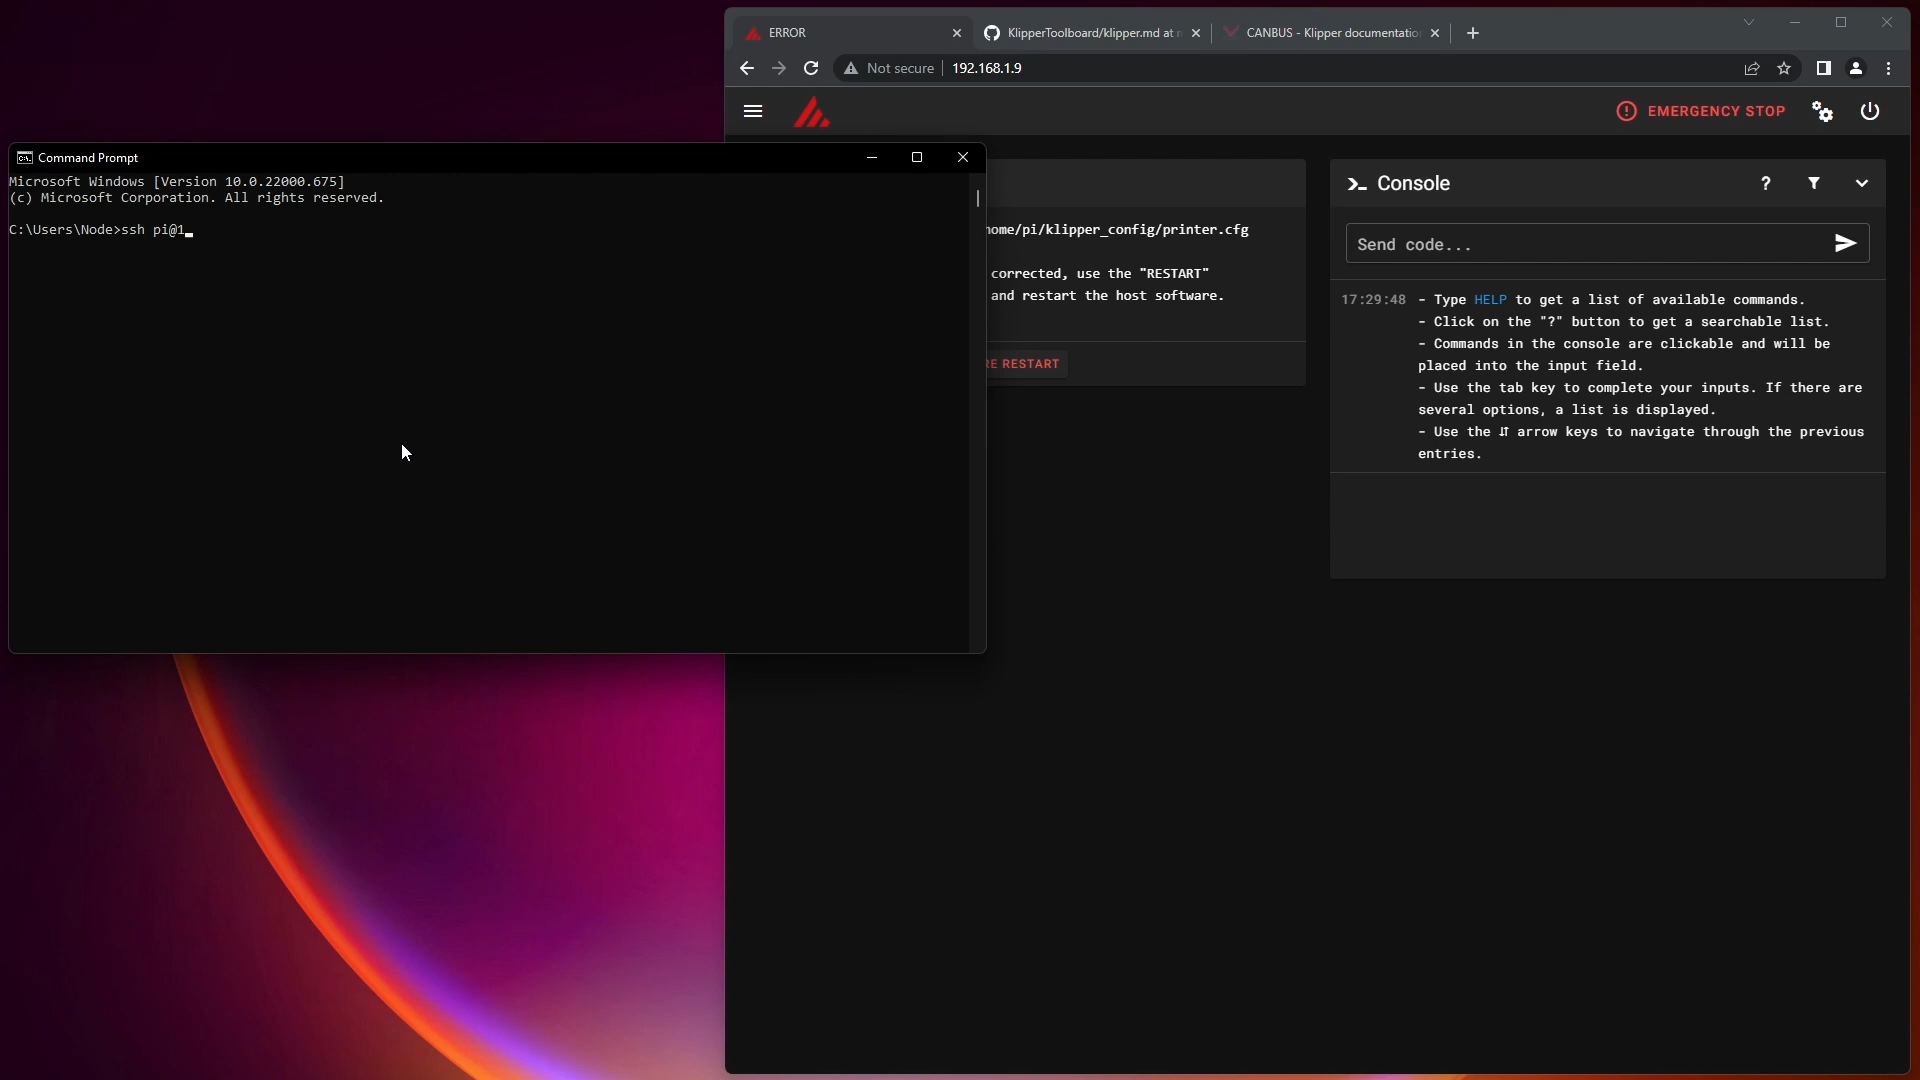 ERROR
KlipperToolboard/klipper.md at
CANBUS - Klipper documentation
Not secure
192.168.1.9
EMERGENCY STOP
Command Prompt
Microsoft Windows [Version 10.0.22000.675]
(c) Microsoft Corporation. All rights reserved.
C:\Users\Node>ssh pi@1_
home/pi/klipper_config/printer.cfg
corrected, use the "RESTART"
and restart the host software.
RE RESTART
Console
?
Send code...
17:29:48 - Type HELP to get a list of available commands.
- Click on the "?" button to get a searchable list.
- Commands in the console are clickable and will be
placed into the input field.
- Use the tab key to complete your inputs. If there are
several options, a list is displayed.
- Use the ⇵ arrow keys to navigate through the previous
entries.